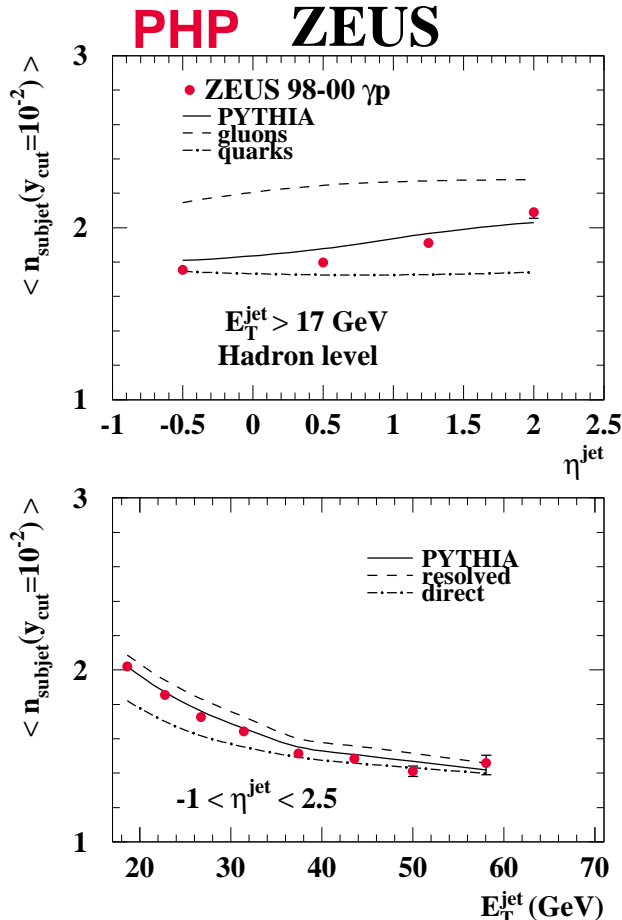 PHP ZEUS
< n_subjet(y_cut=10^-2) >
3
2
1
ZEUS 98-00 γp
PYTHIA
gluons
quarks
E_T^jet > 17 GeV
Hadron level
-1 -0.5 0 0.5 1 1.5 2 2.5
η^jet
< n_subjet(y_cut=10^-2) >
3
2
1
PYTHIA
resolved
direct
-1 < η^jet < 2.5
20 30 40 50 60 70
E_T^jet (GeV)